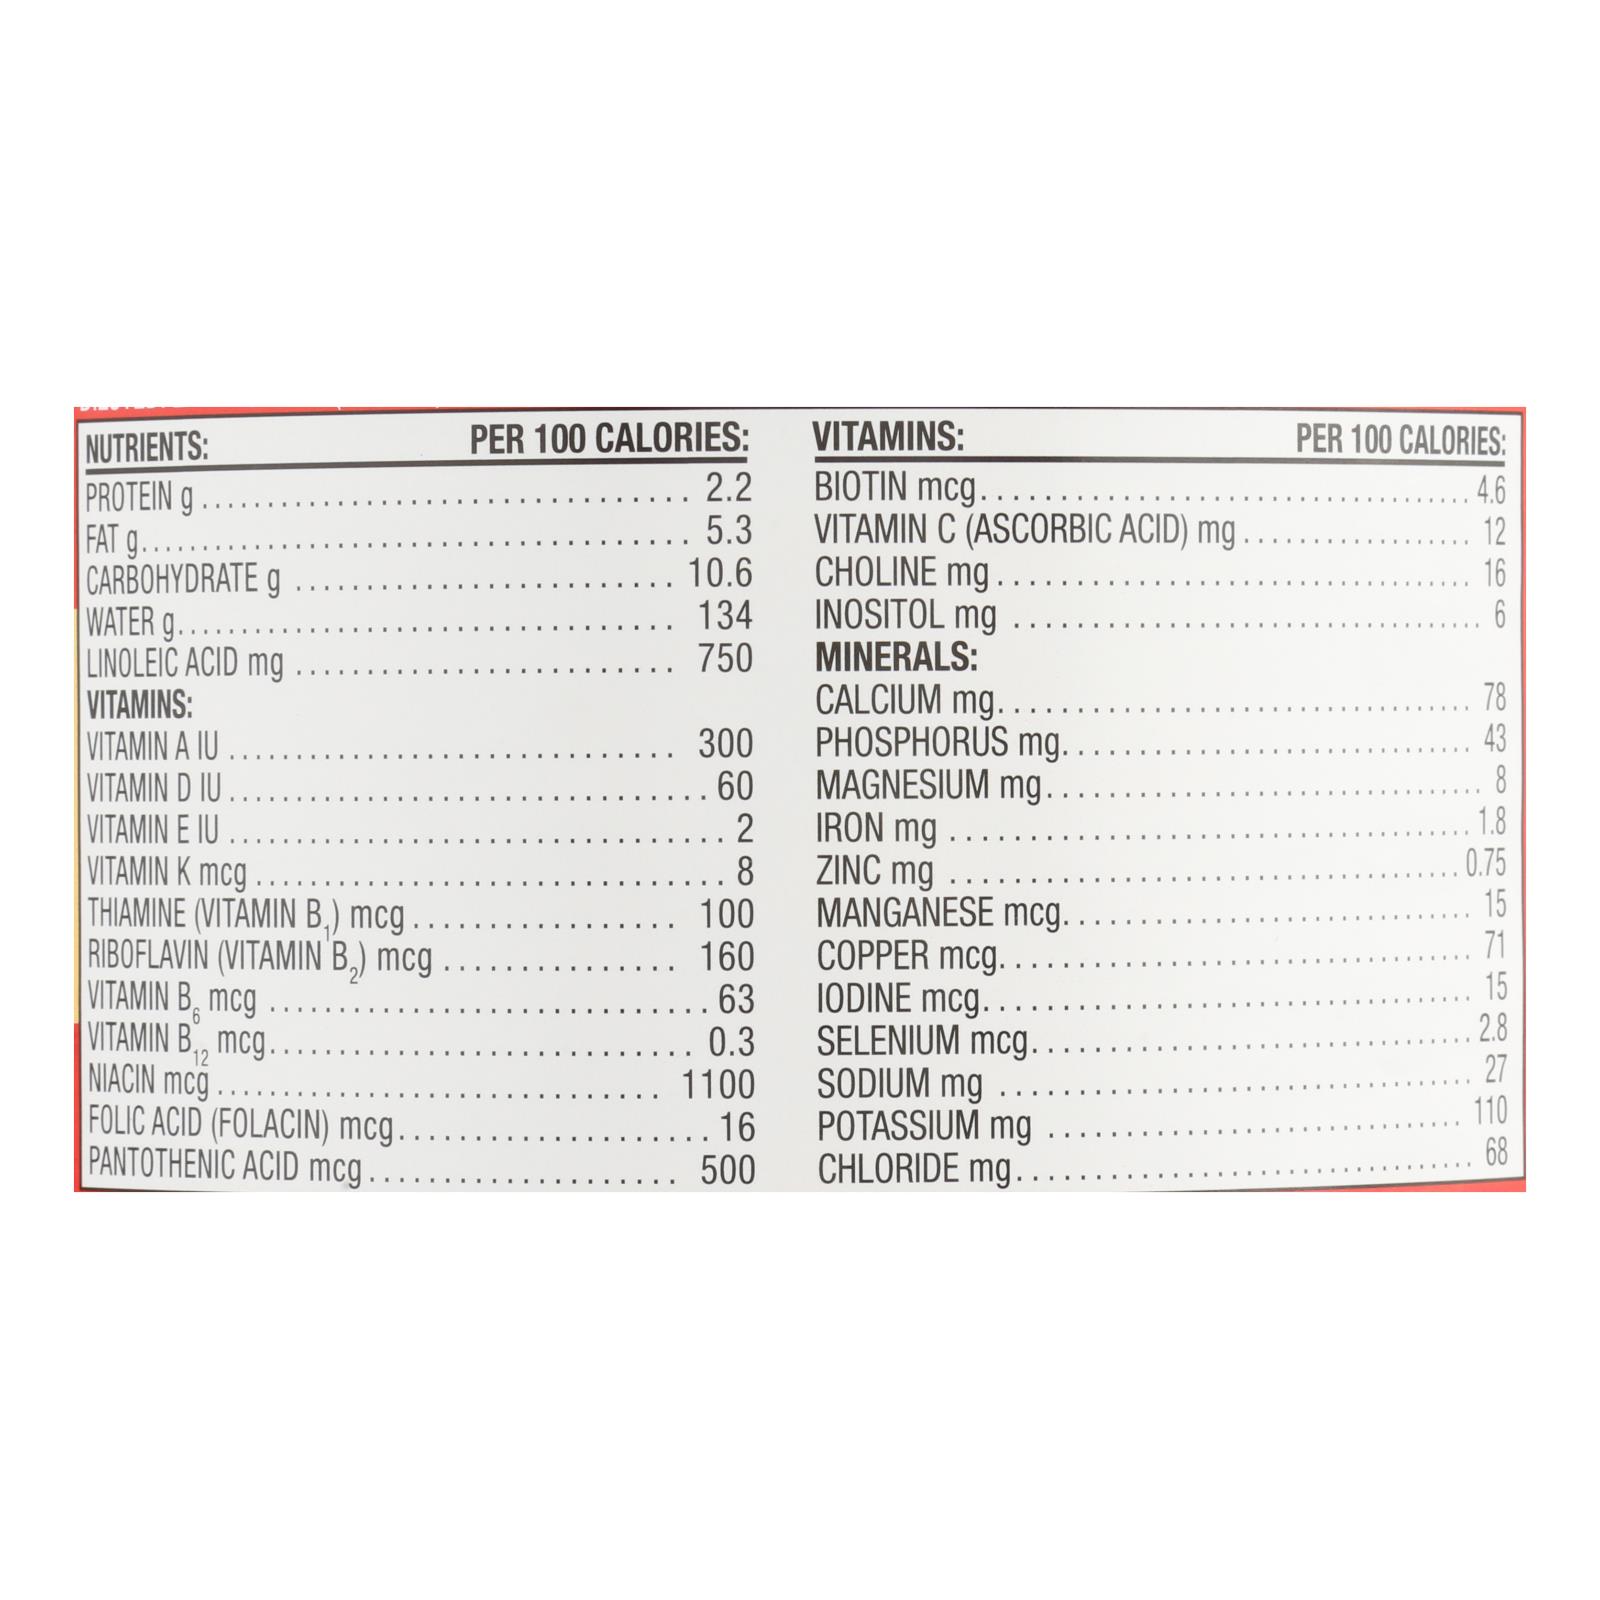 NUTRIENTS: PER 100 CALORIES:
PROTEIN g 2.2
FAT g 5.3
CARBOHYDRATE g 10.6
WATER g 134
LINOLEIC ACID mg 750
VITAMINS:
VITAMIN A IU 300
VITAMIN D IU 60
VITAMIN E IU 2
VITAMIN K mcg 8
THIAMINE (VITAMIN B₁) mcg 100
RIBOFLAVIN (VITAMIN B₂) mcg 160
VITAMIN B₆ mcg 63
VITAMIN B₁₂ mcg 0.3
NIACIN mcg 1100
FOLIC ACID (FOLACIN) mcg 16
PANTOTHENIC ACID mcg 500
VITAMINS: PER 100 CALORIES:
BIOTIN mcg 4.6
VITAMIN C (ASCORBIC ACID) mg 12
CHOLINE mg 16
INOSITOL mg 6
MINERALS:
CALCIUM mg 78
PHOSPHORUS mg 43
MAGNESIUM mg 8
IRON mg 1.8
ZINC mg 0.75
MANGANESE mcg 15
COPPER mcg 71
IODINE mcg 15
SELENIUM mcg 2.8
SODIUM mg 27
POTASSIUM mg 110
CHLORIDE mg 68